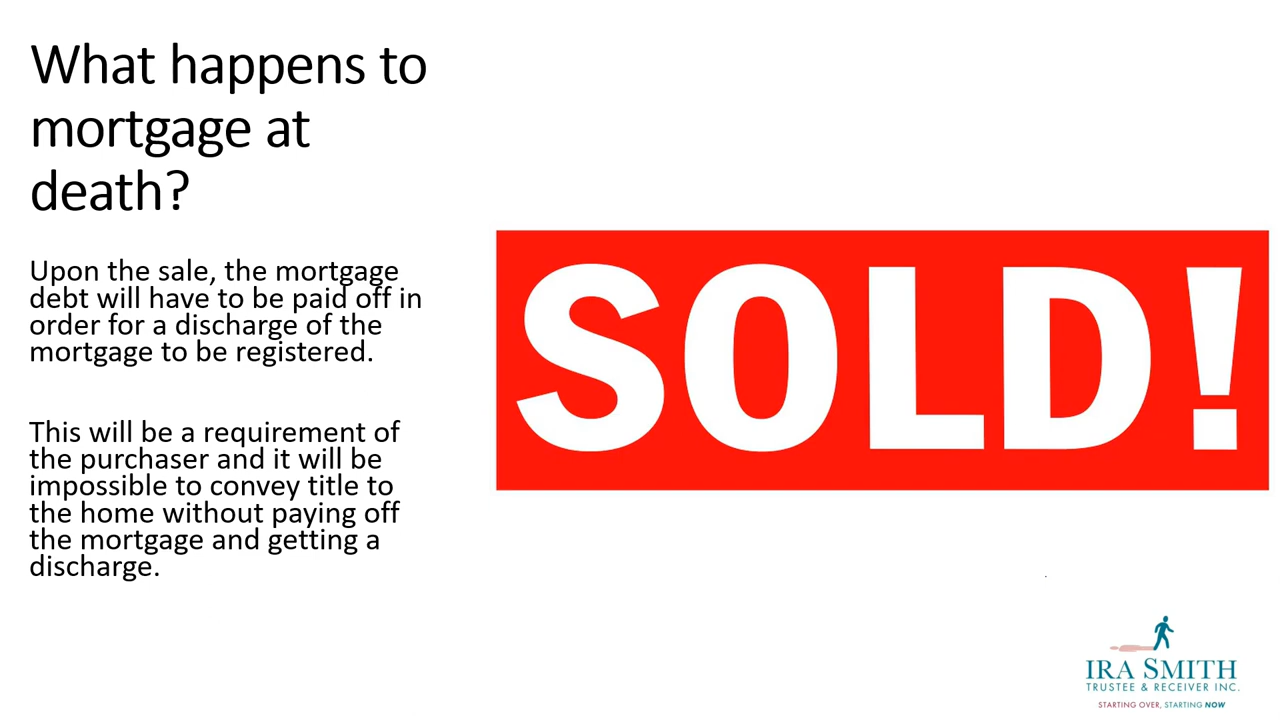 What happens to
mortgage at
death?
Upon the sale, the mortgage
debt will have to be paid off in
order for a discharge of the
mortgage to be registered.
This will be a requirement of
the purchaser and it will be
impossible to convey title to
the home without paying off
the mortgage and getting a
discharge.
SOLD!
IRA SMITH
TRUSTEE & RECEIVER INC.
STARTING OVER, STARTING NOW